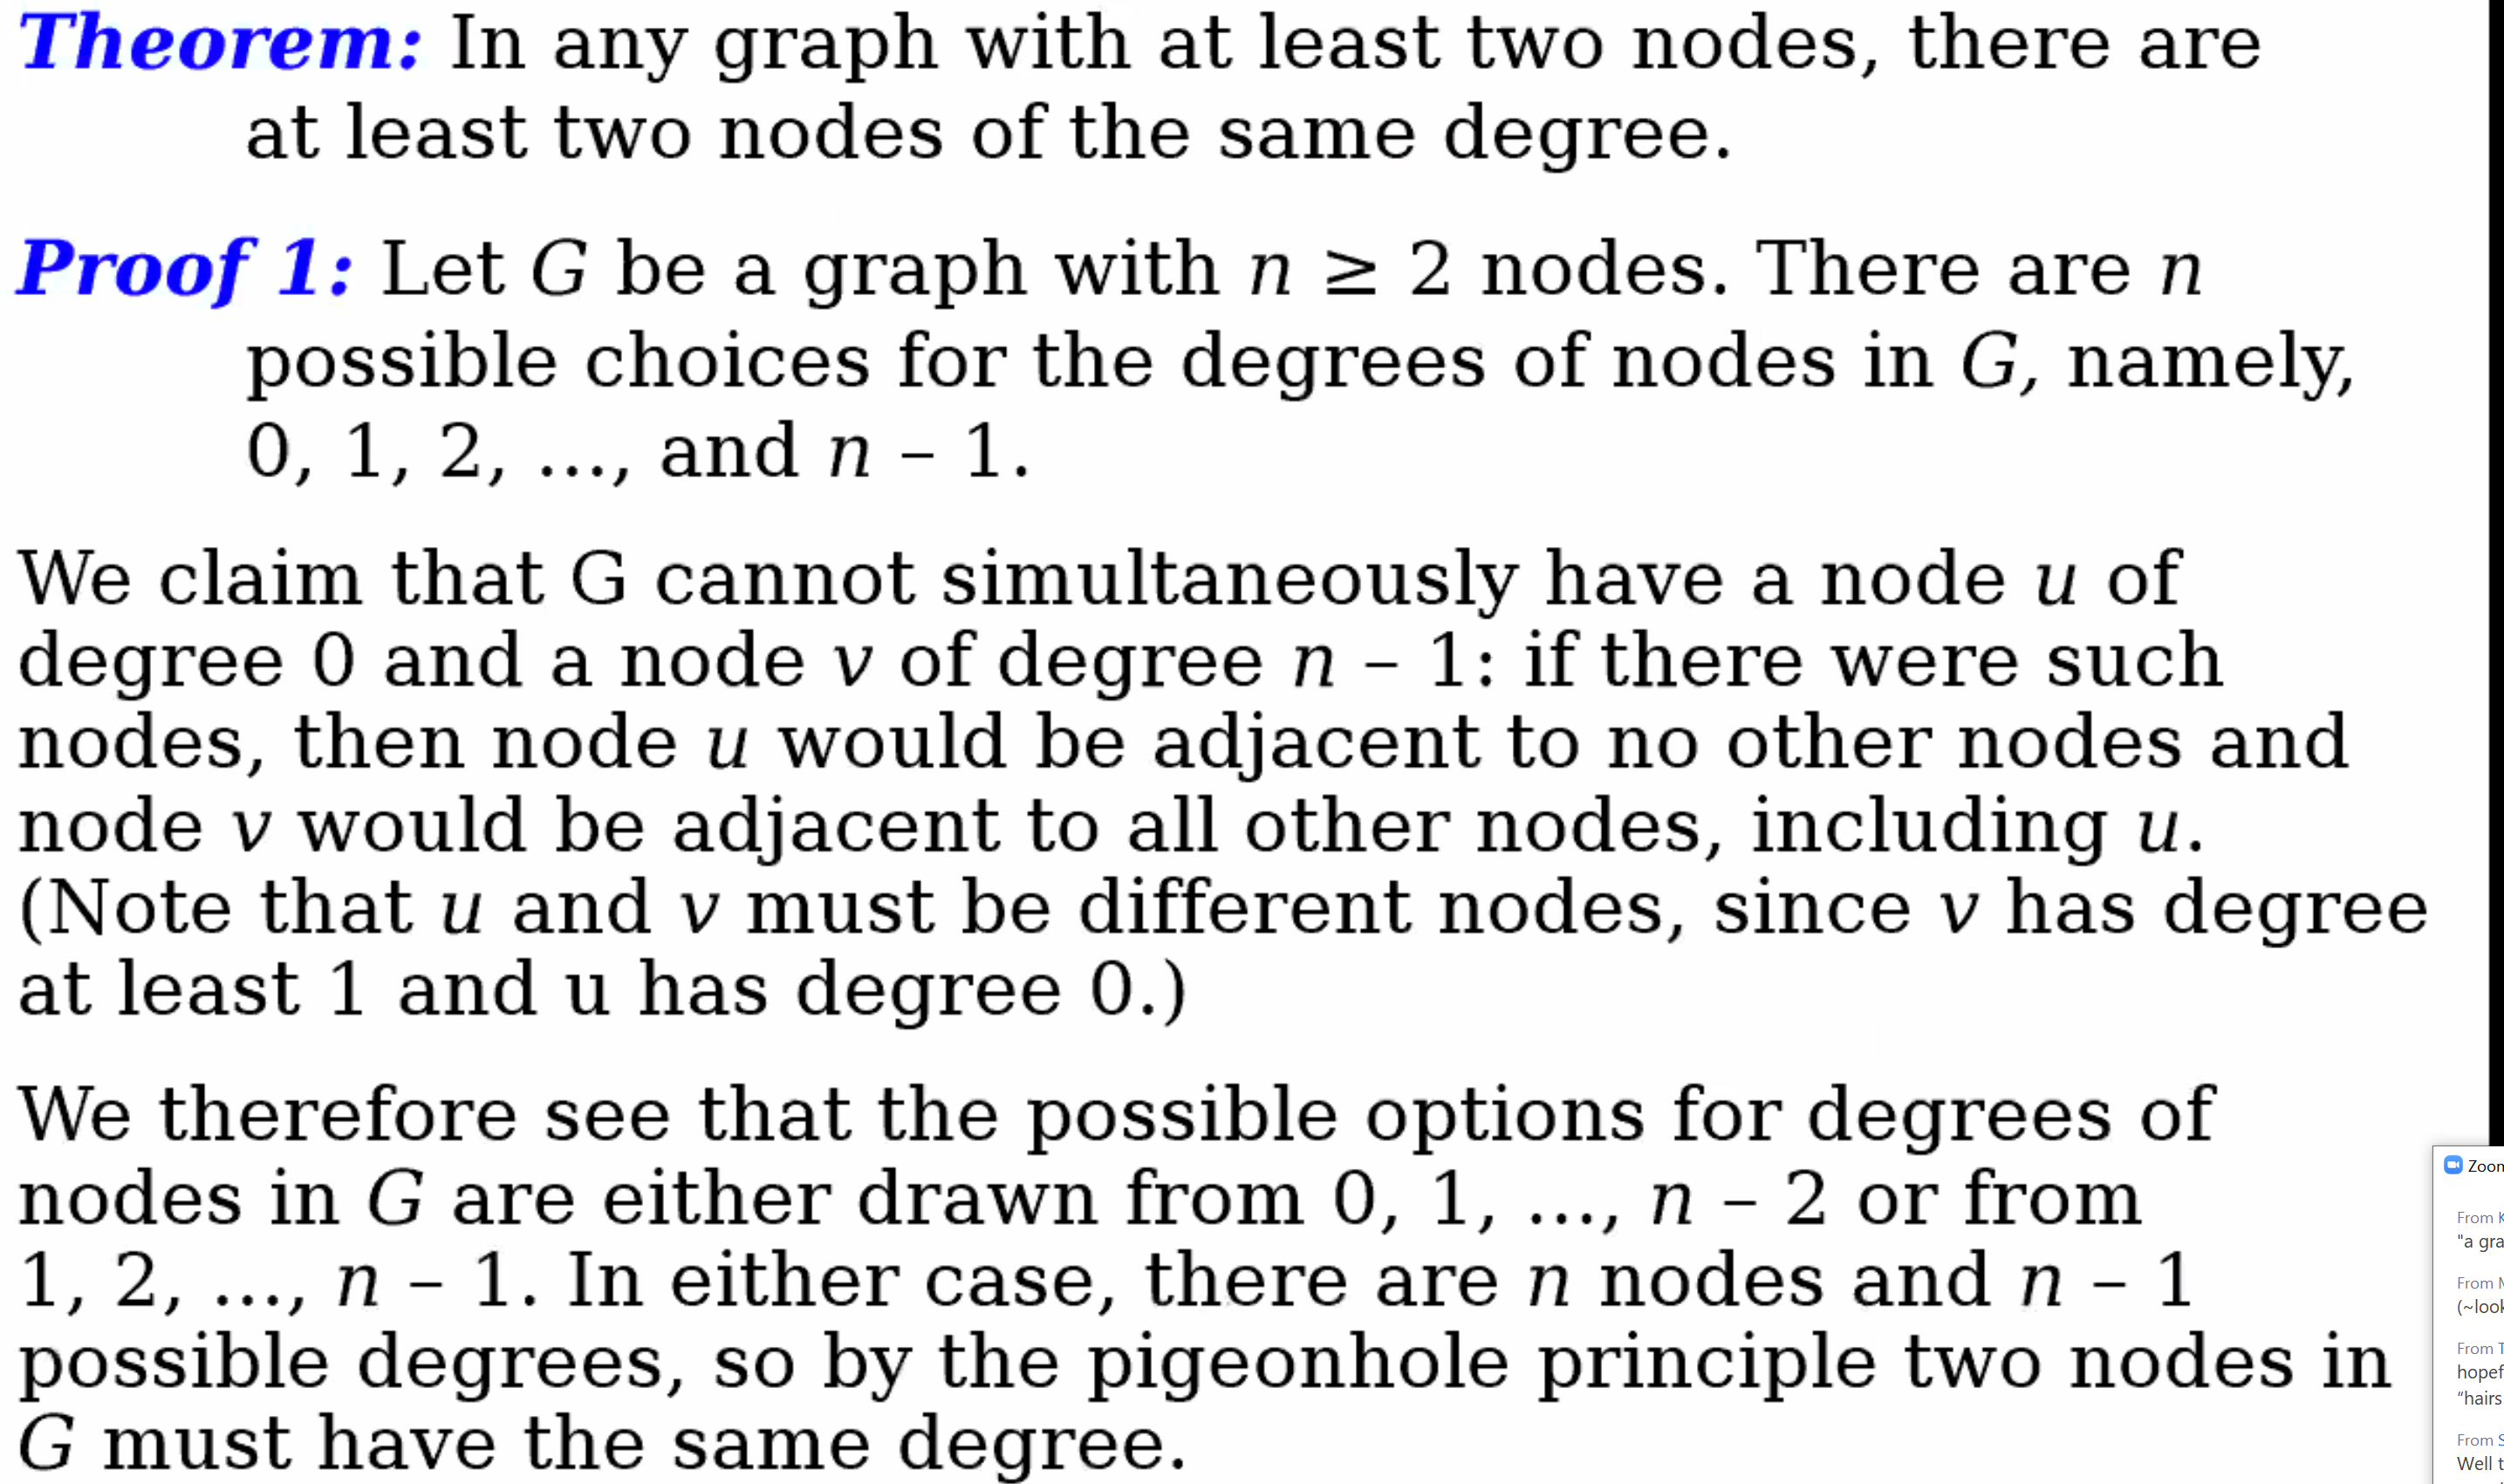 Theorem: In any graph with at least two nodes, there are
at least two nodes of the same degree.
Proof 1: Let G be a graph with n ≥ 2 nodes. There are n
possible choices for the degrees of nodes in G, namely,
0, 1, 2, …, and n – 1.
We claim that G cannot simultaneously have a node u of
degree 0 and a node v of degree n – 1: if there were such
nodes, then node u would be adjacent to no other nodes and
node v would be adjacent to all other nodes, including u.
(Note that u and v must be different nodes, since v has degree
at least 1 and u has degree 0.)
We therefore see that the possible options for degrees of
nodes in G are either drawn from 0, 1, …, n – 2 or from
1, 2, …, n – 1. In either case, there are n nodes and n – 1
possible degrees, so by the pigeonhole principle two nodes in
G must have the same degree.
Zoom
From
"a gra
From
(~look
From
hopef
“hairs
From S
Well t